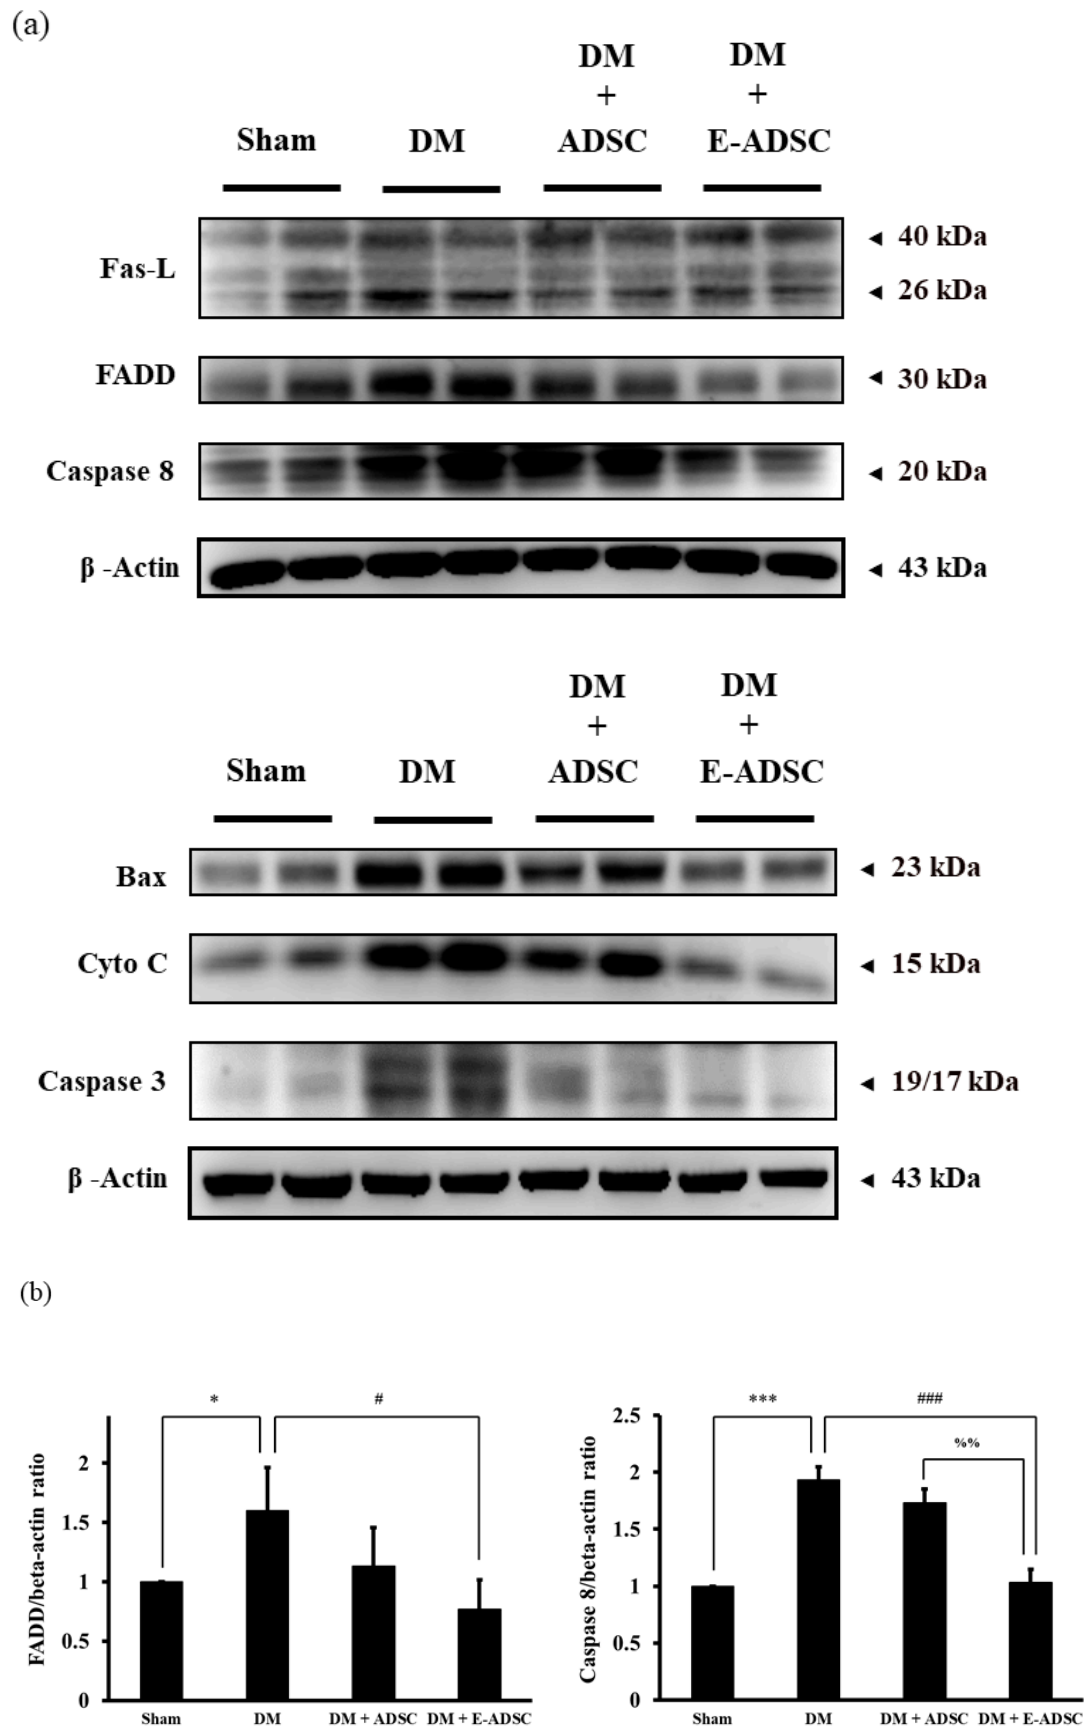 (a)
DM DM
+ +
Sham DM ADSC E-ADSC
Fas-L
◄ 40 kDa
◄ 26 kDa
FADD ◄ 30 kDa
Caspase 8 ◄ 20 kDa
β -Actin ◄ 43 kDa
DM DM
+ +
Sham DM ADSC E-ADSC
Bax ◄ 23 kDa
Cyto C ◄ 15 kDa
Caspase 3 ◄ 19/17 kDa
β -Actin ◄ 43 kDa
(b)
FADD/beta-actin ratio
* #
2
1.5
1
0.5
0
Sham DM DM + ADSC DM + E-ADSC
Caspase 8/beta-actin ratio
*** ###
%%
2.5
2
1.5
1
0.5
0
Sham DM DM + ADSC DM + E-ADSC